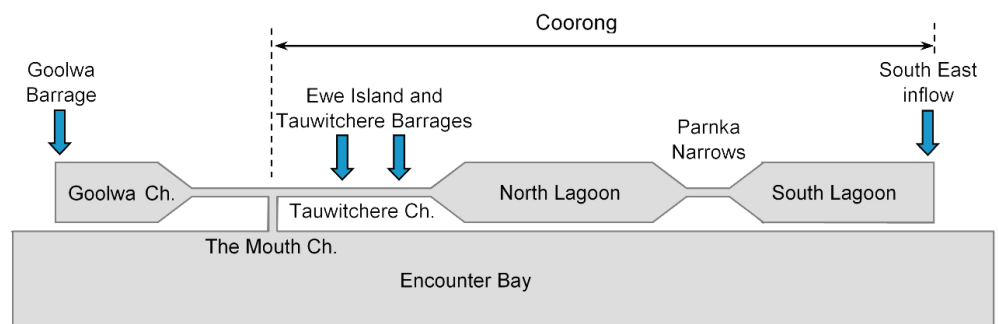 Coorong
Goolwa
Barrage
Ewe Island and
Tauwitchere Barrages
Parnka
Narrows
South East
inflow
Goolwa Ch.
North Lagoon
South Lagoon
Tauwitchere Ch.
The Mouth Ch.
Encounter Bay